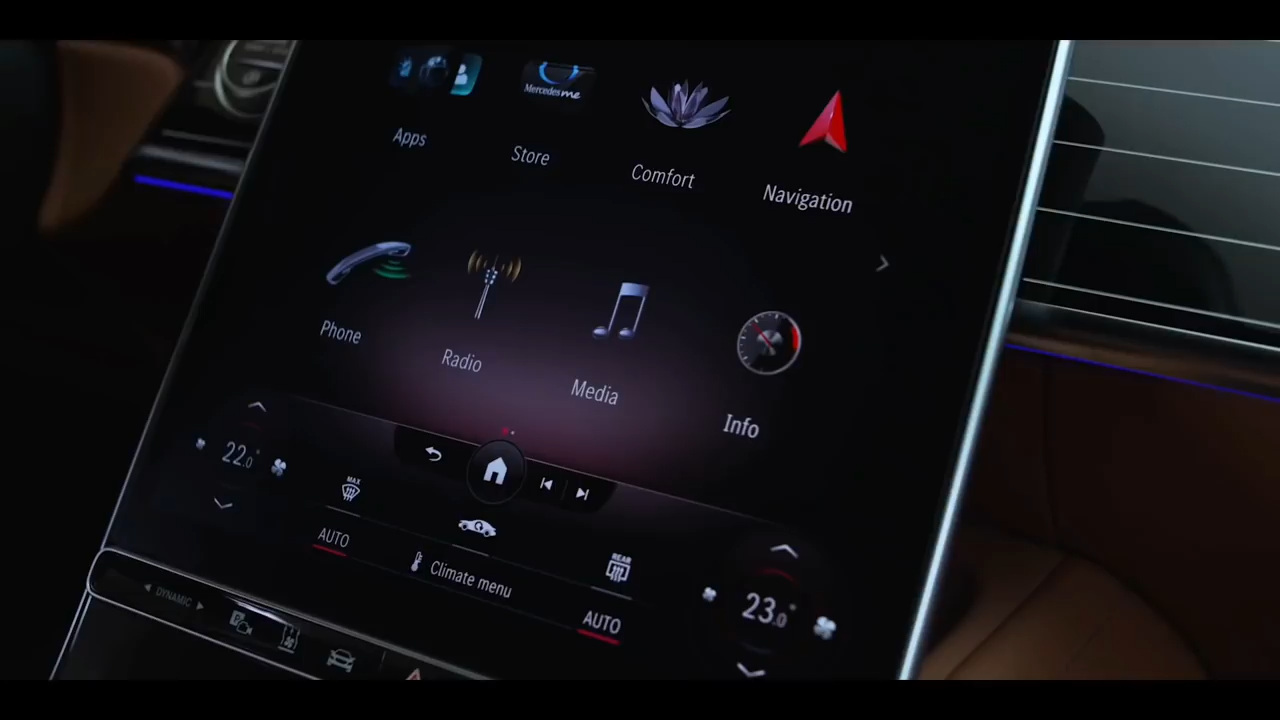 Mercedes me
Apps
Store
Comfort
Navigation
Phone
Radio
Media
Info
22.0°
MAX
AUTO
Climate menu
REAR
AUTO
23.0°
DYNAMIC